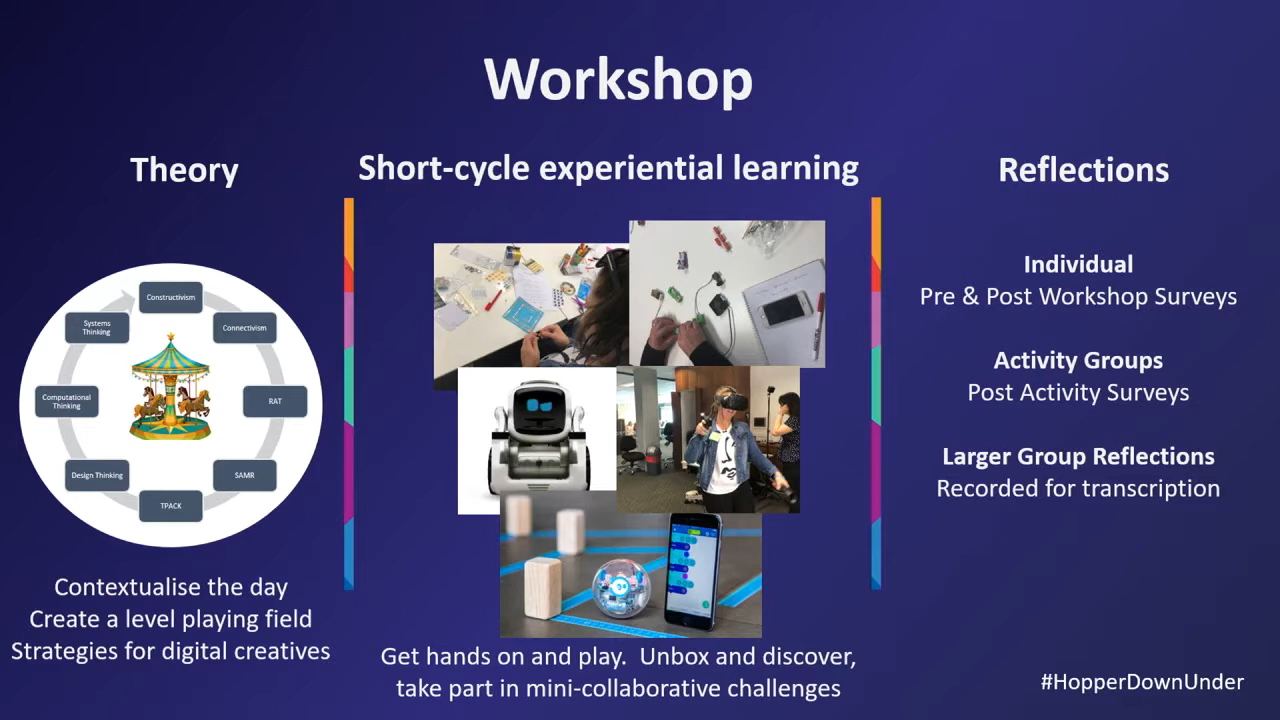 Workshop
Theory
Constructivism
Connectivism
RAT
SAMR
TPACK
Design Thinking
Computational
Thinking
Systems
Thinking
Contextualise the day
Create a level playing field
Strategies for digital creatives
Short-cycle experiential learning
Get hands on and play.  Unbox and discover,
take part in mini-collaborative challenges
Reflections
Individual
Pre & Post Workshop Surveys
Activity Groups
Post Activity Surveys
Larger Group Reflections
Recorded for transcription
#HopperDownUnder